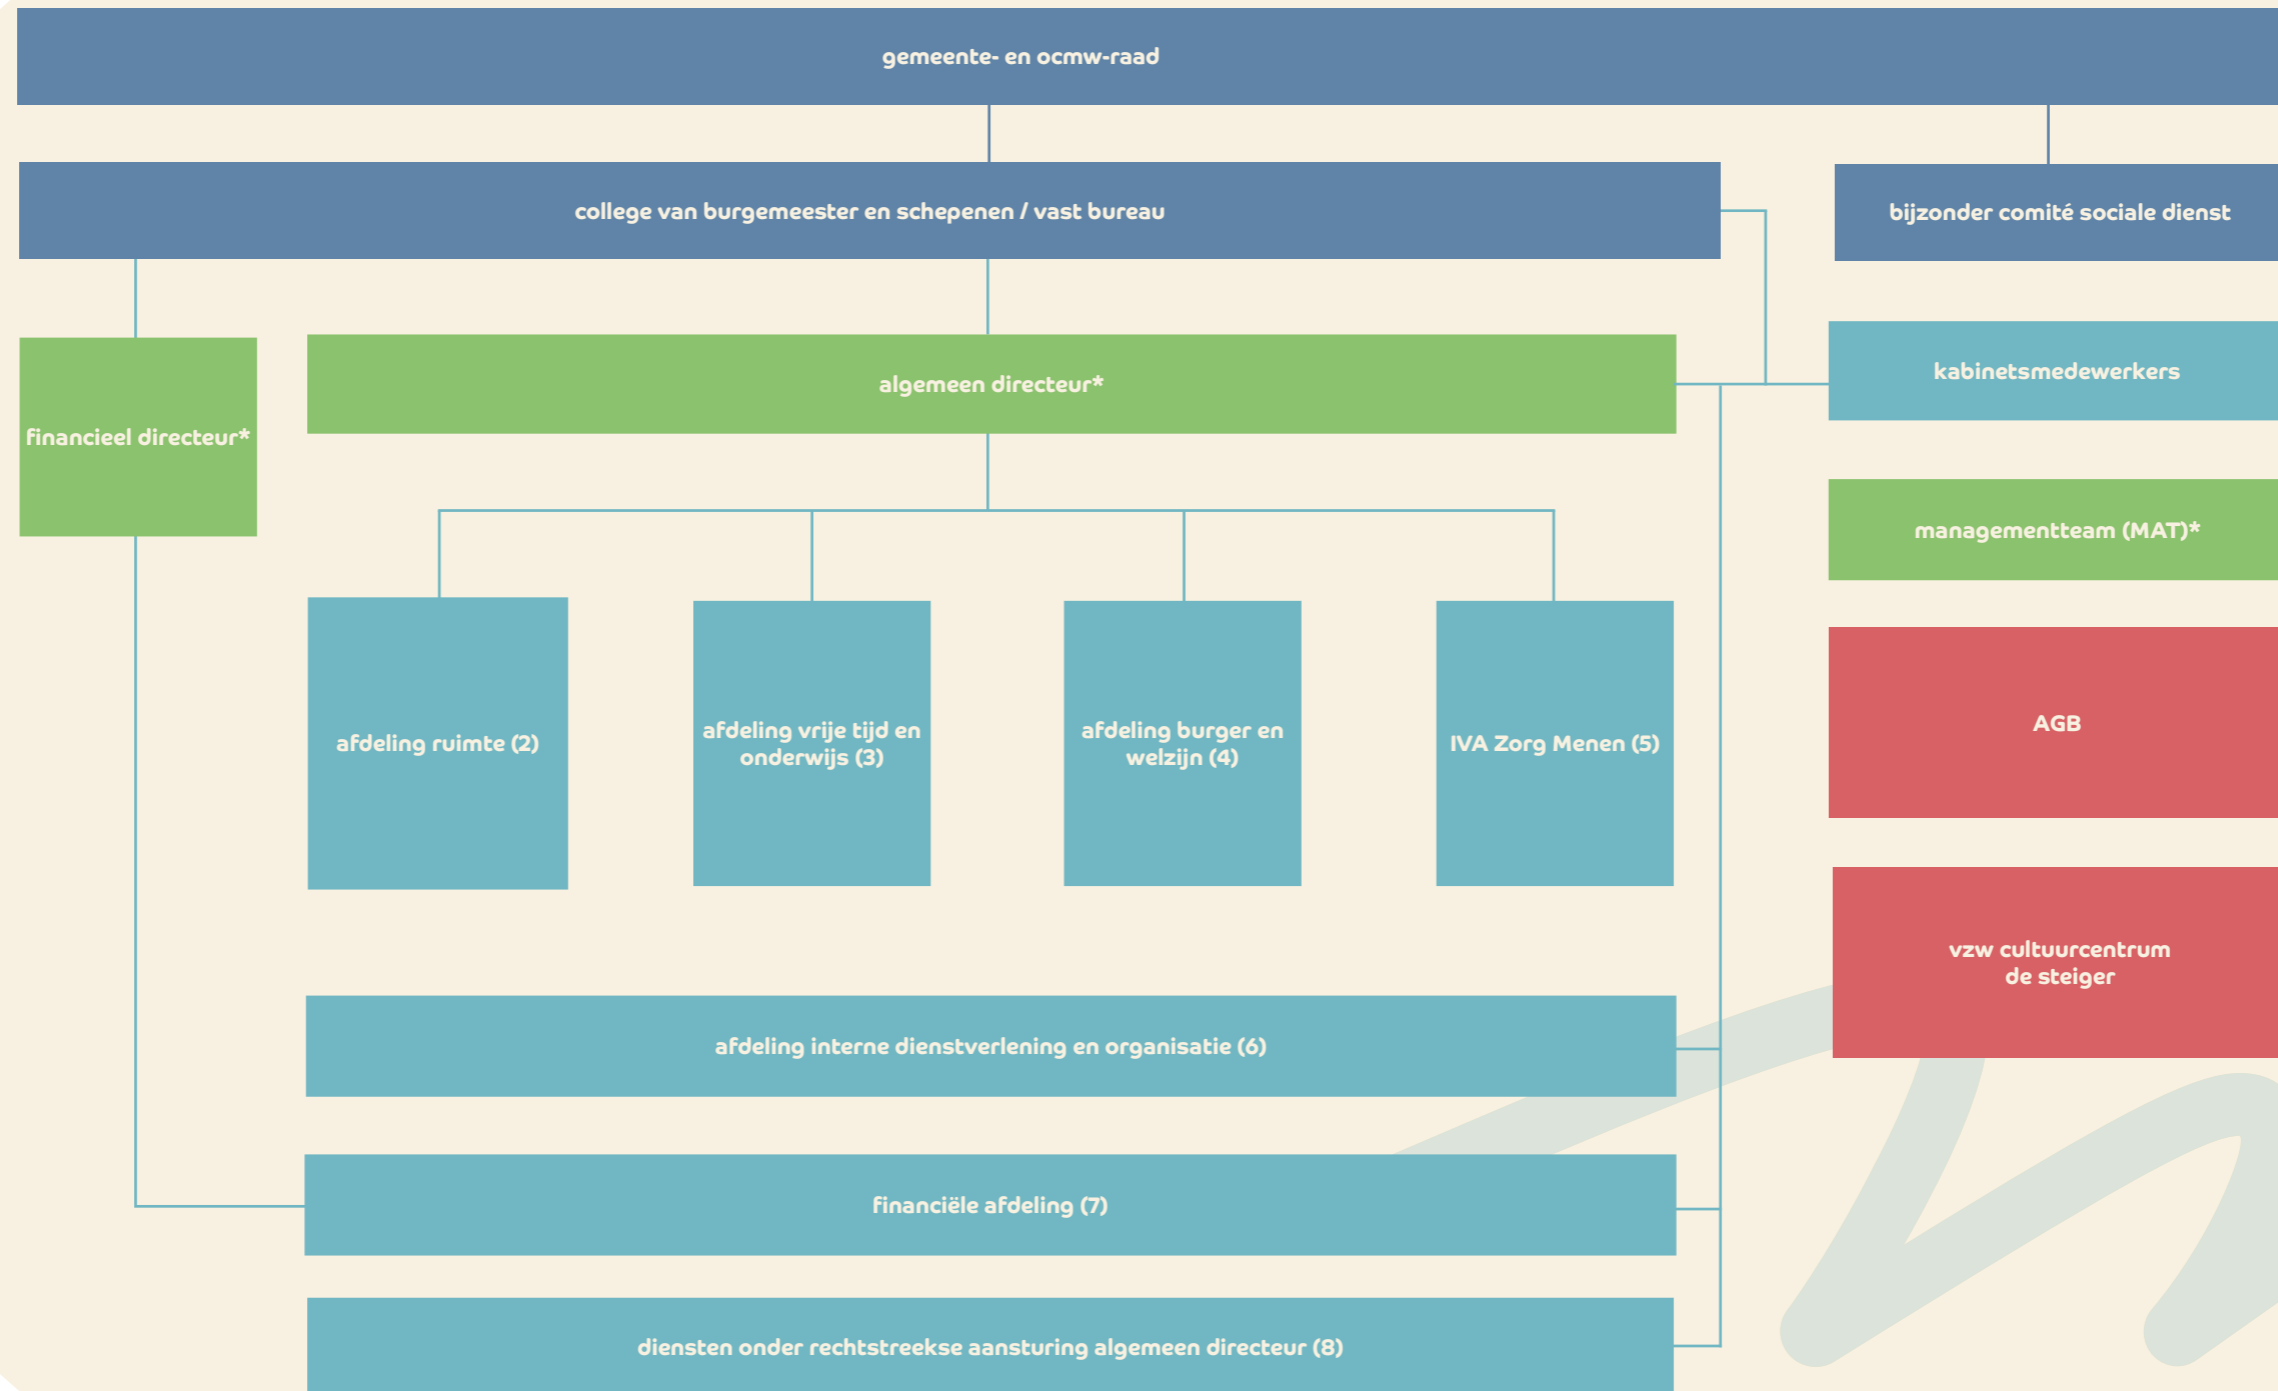 gemeente- en ocmw-raad
college van burgemeester en schepenen / vast bureau
bijzonder comité sociale dienst
financieel directeur*
algemeen directeur*
kabinetsmedewerkers
managementteam (MAT)*
afdeling ruimte (2)
afdeling vrije tijd en
onderwijs (3)
afdeling burger en
welzijn (4)
IVA Zorg Menen (5)
AGB
vzw cultuurcentrum
de steiger
afdeling interne dienstverlening en organisatie (6)
financiële afdeling (7)
diensten onder rechtstreekse aansturing algemeen directeur (8)